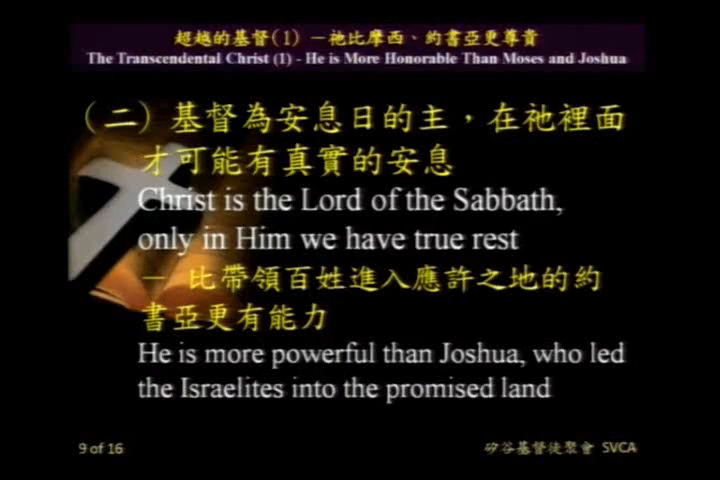 超越的基督(1) －祂比摩西、約書亞更尊貴
The Transcendental Christ (1) - He is More Honorable Than Moses and Joshua
（二）基督為安息日的主，在祂裡面
才可能有真實的安息
Christ is the Lord of the Sabbath,
only in Him we have true rest
－ 比帶領百姓進入應許之地的約
書亞更有能力
He is more powerful than Joshua, who led
the Israelites into the promised land
9 of 16
矽谷基督徒聚會 SVCA